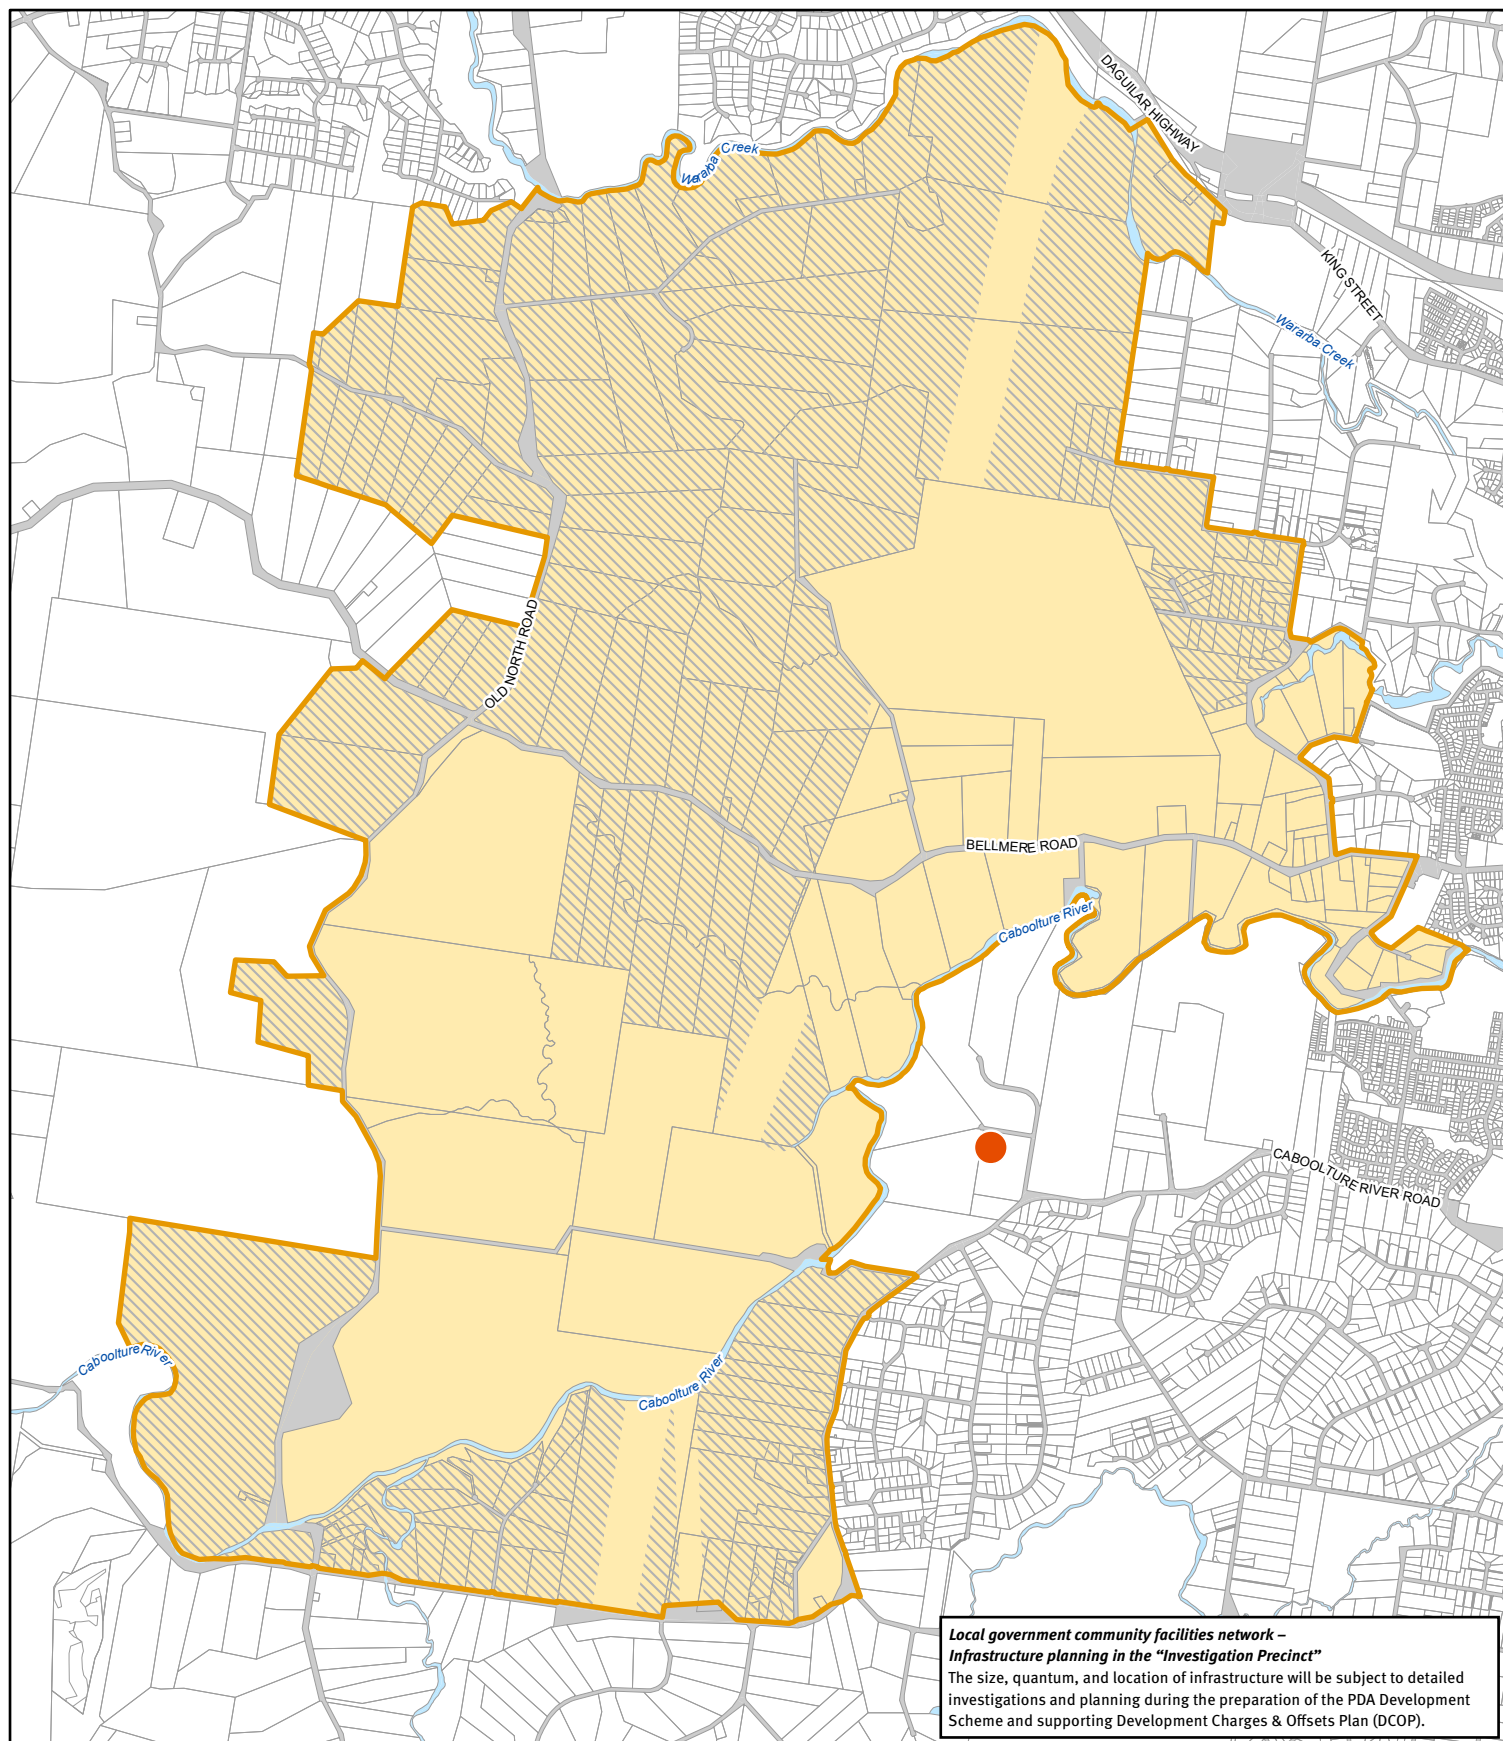 DAGUILAR HIGHWAY
Wararba Creek
KING STREET
Wararba Creek
OLD NORTH ROAD
BELLMERE ROAD
Caboolture River
CABOOLTURE RIVER ROAD
Caboolture River
Caboolture River
Local government community facilities network –
Infrastructure planning in the “Investigation Precinct”
The size, quantum, and location of infrastructure will be subject to detailed
investigations and planning during the preparation of the PDA Development
Scheme and supporting Development Charges & Offsets Plan (DCOP).